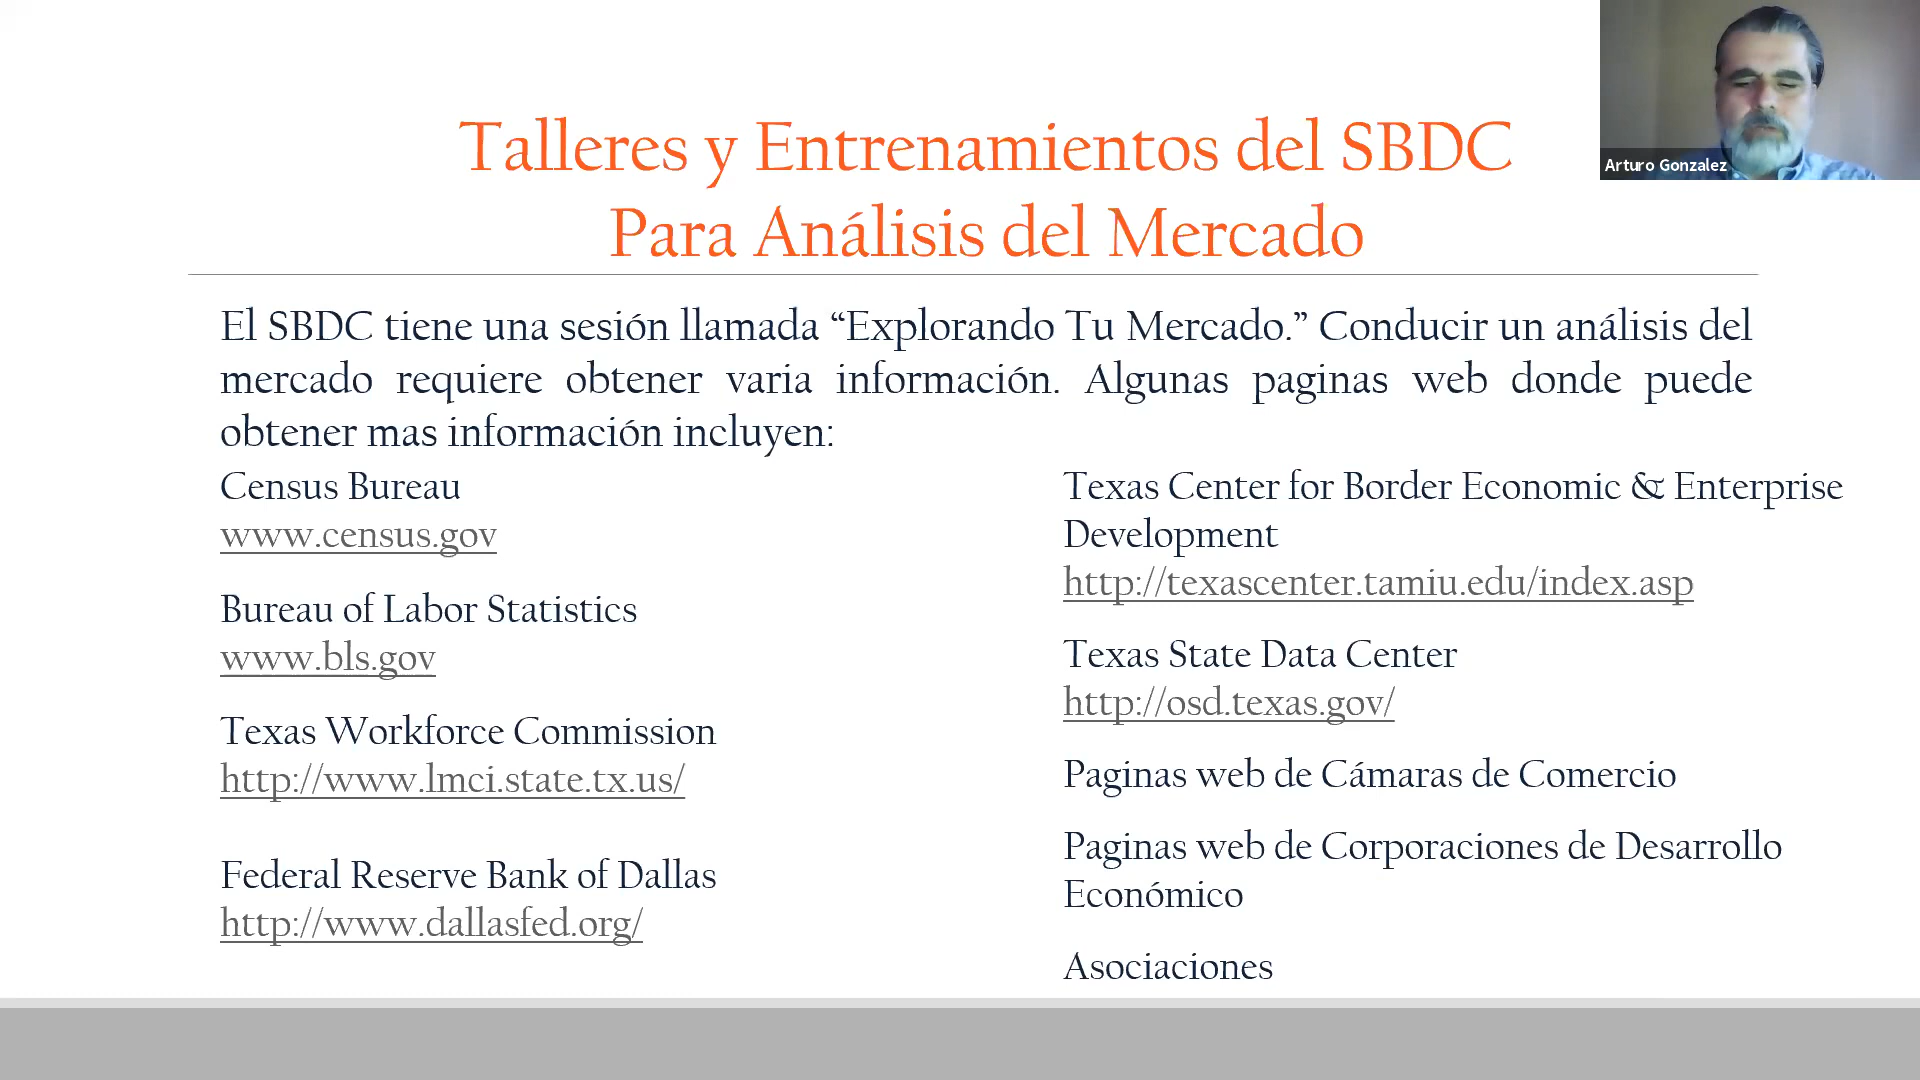 Talleres y Entrenamientos del SBDC
Para Análisis del Mercado
Arturo Gonzalez
El SBDC tiene una sesión llamada “Explorando Tu Mercado.” Conducir un análisis del
mercado requiere obtener varia información. Algunas paginas web donde puede
obtener mas información incluyen:
Census Bureau
www.census.gov
Bureau of Labor Statistics
www.bls.gov
Texas Workforce Commission
http://www.lmci.state.tx.us/
Federal Reserve Bank of Dallas
http://www.dallasfed.org/
Texas Center for Border Economic & Enterprise
Development
http://texascenter.tamiu.edu/index.asp
Texas State Data Center
http://osd.texas.gov/
Paginas web de Cámaras de Comercio
Paginas web de Corporaciones de Desarrollo
Económico
Asociaciones